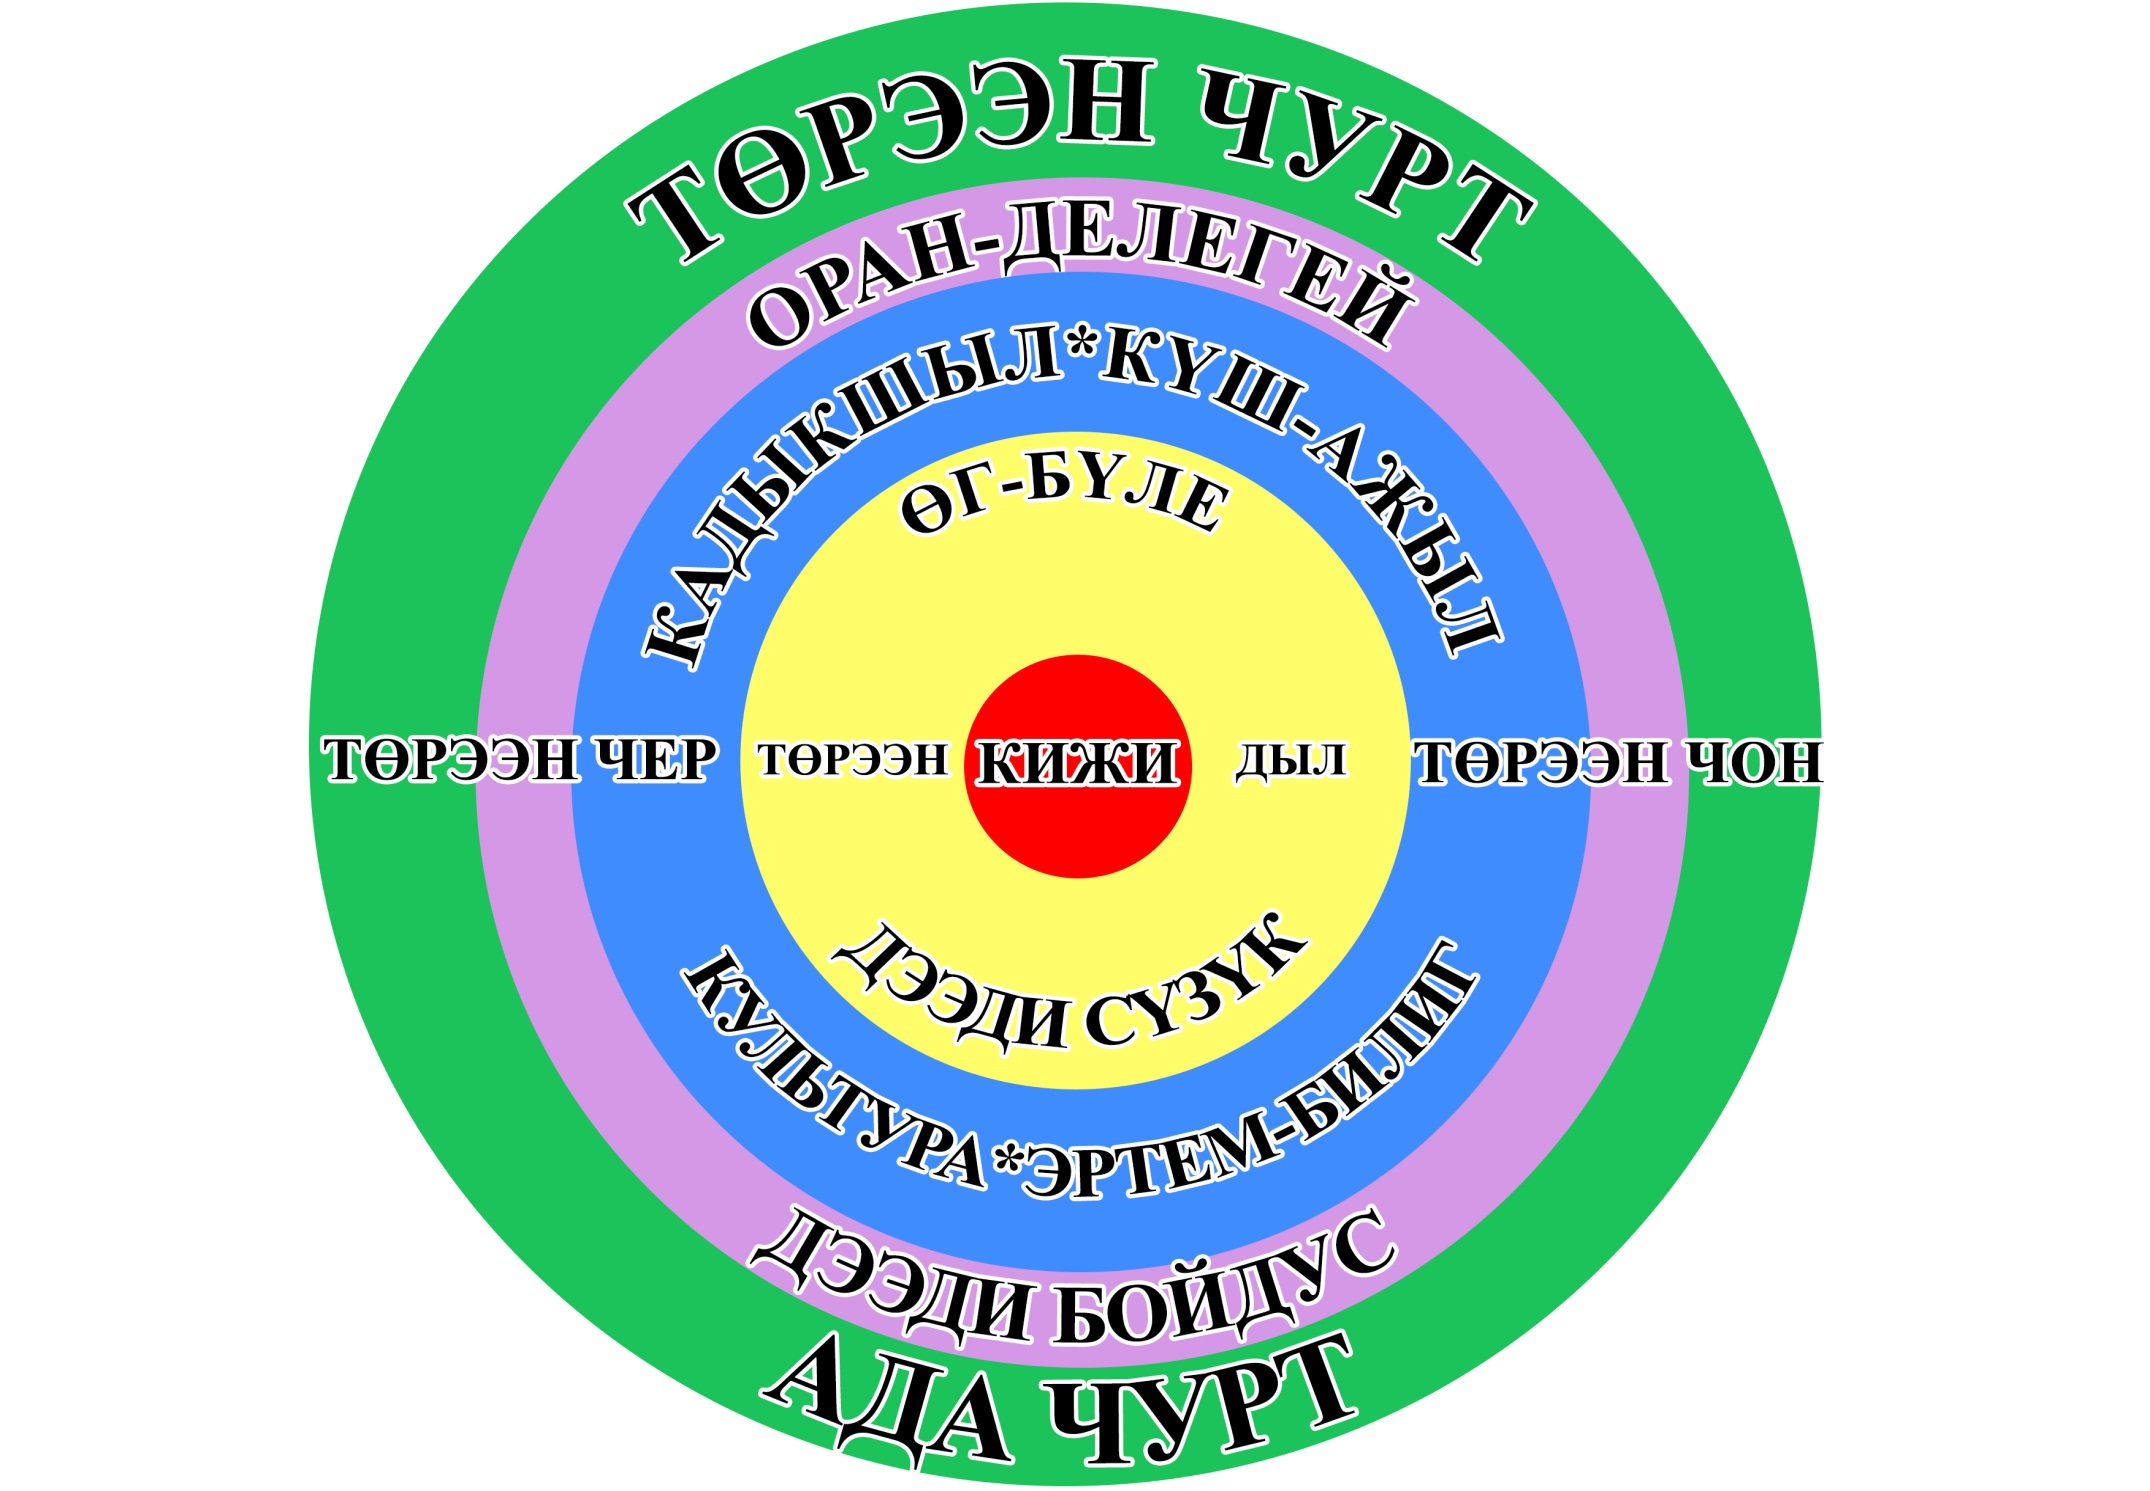 ТӨРЭЭН ЧУРТ
ОРАН-ДЕЛЕГЕЙ
КАДЫКШЫЛ*КҮШ-АЖЫЛ
ӨГ-БҮЛЕ
ТӨРЭЭН ЧЕР
ТӨРЭЭН
КИЖИ
ДЫЛ
ТӨРЭЭН ЧОН
ДЭЭДИ СҮЗҮК
КУЛЬТУРА*ЭРТЕМ-БИЛИГ
ДЭЭДИ БОЙДУС
АДА ЧУРТ